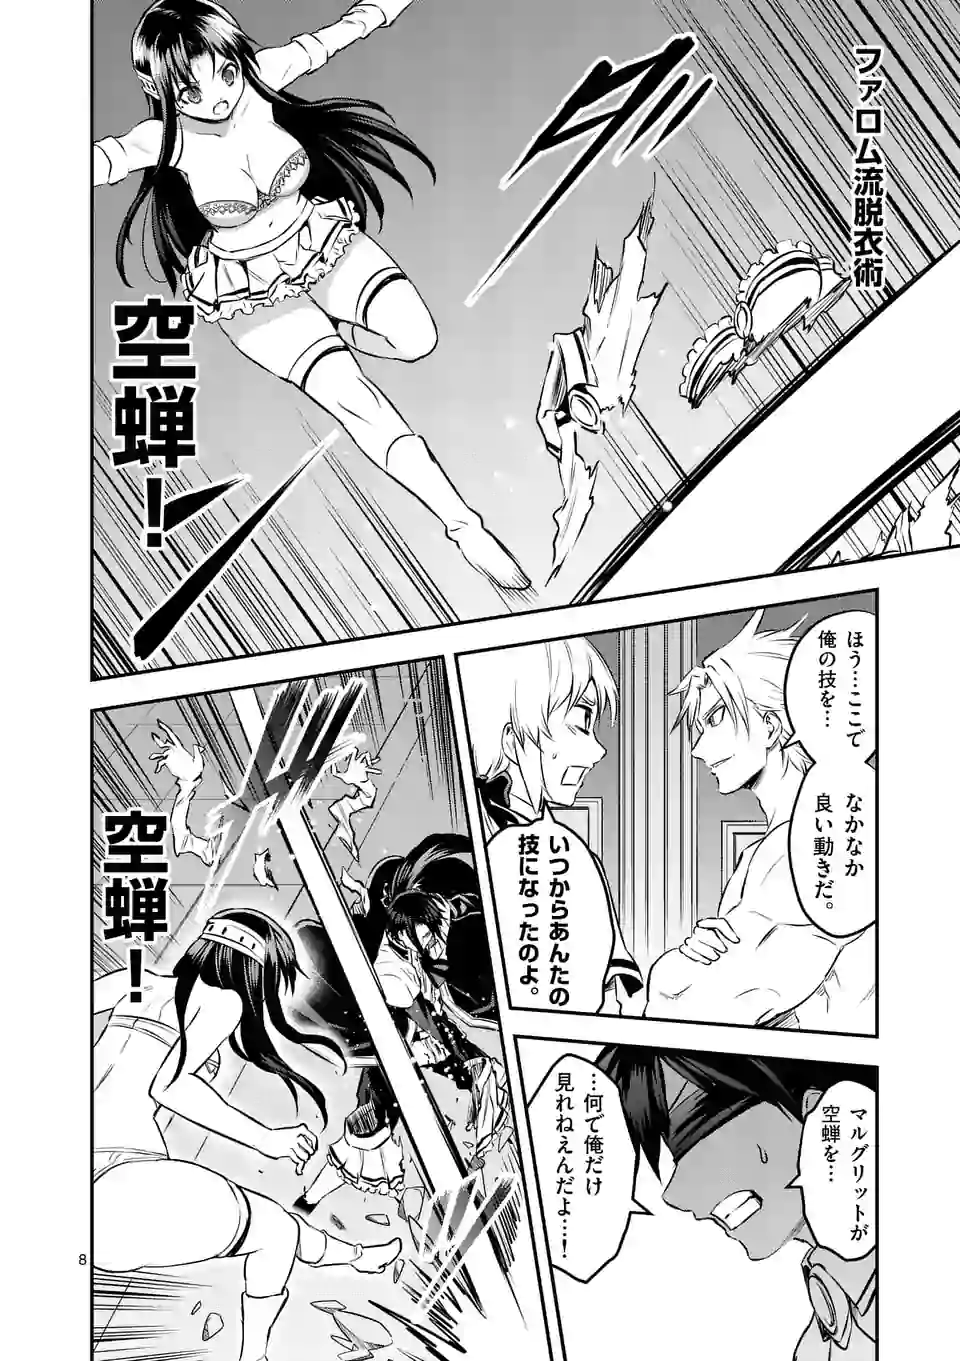 ファロム流脱衣術
ダッ
空蝉！
ほう…ここで
俺の技を…
なかなか
良い動きだ。
いつからあんたの
技になったのよ。
空蝉！
マルグリットが
空蝉を…
…何で俺だけ
見れねぇんだよ…！
8